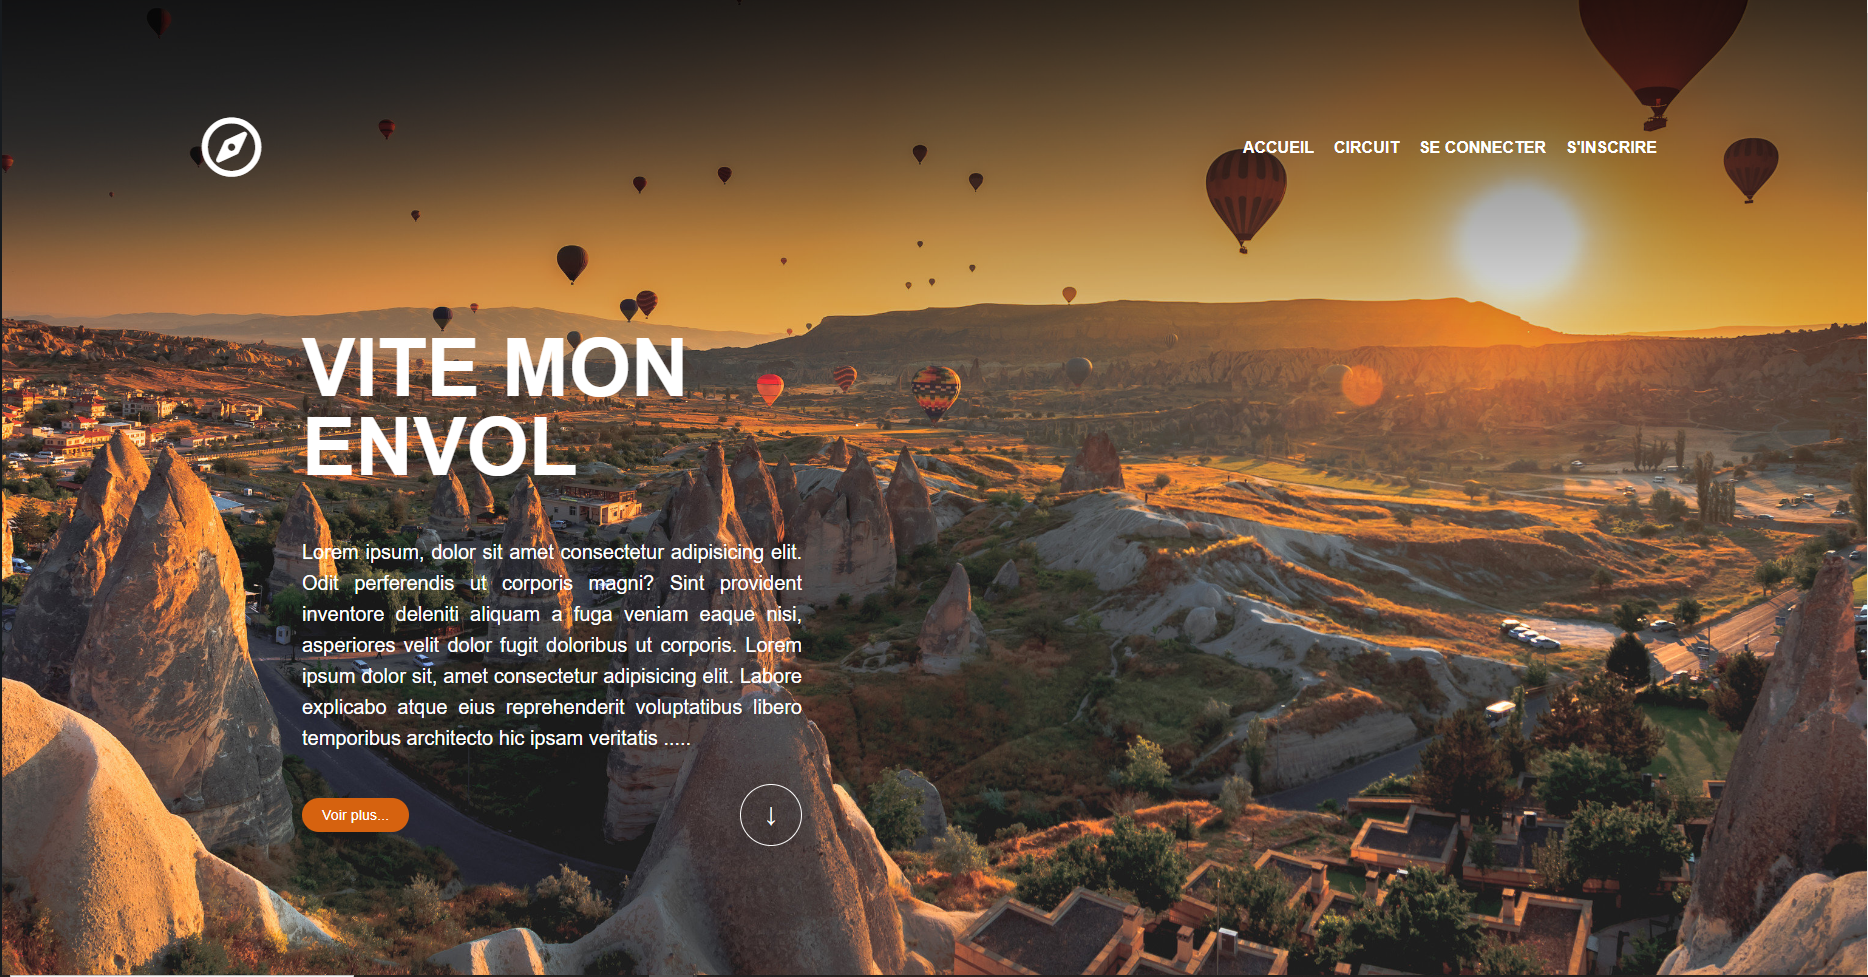 ACCUEIL CIRCUIT SE CONNECTER S'INSCRIRE
VITE MON
ENVOL
Lorem ipsum, dolor sit amet consectetur adipisicing elit.
Odit perferendis ut corporis magni? Sint provident
inventore deleniti aliquam a fuga veniam eaque nisi,
asperiores velit dolor fugit doloribus ut corporis. Lorem
ipsum dolor sit, amet consectetur adipisicing elit. Labore
explicabo atque eius reprehenderit voluptatibus libero
temporibus architecto hic ipsam veritatis .....
Voir plus... ↓